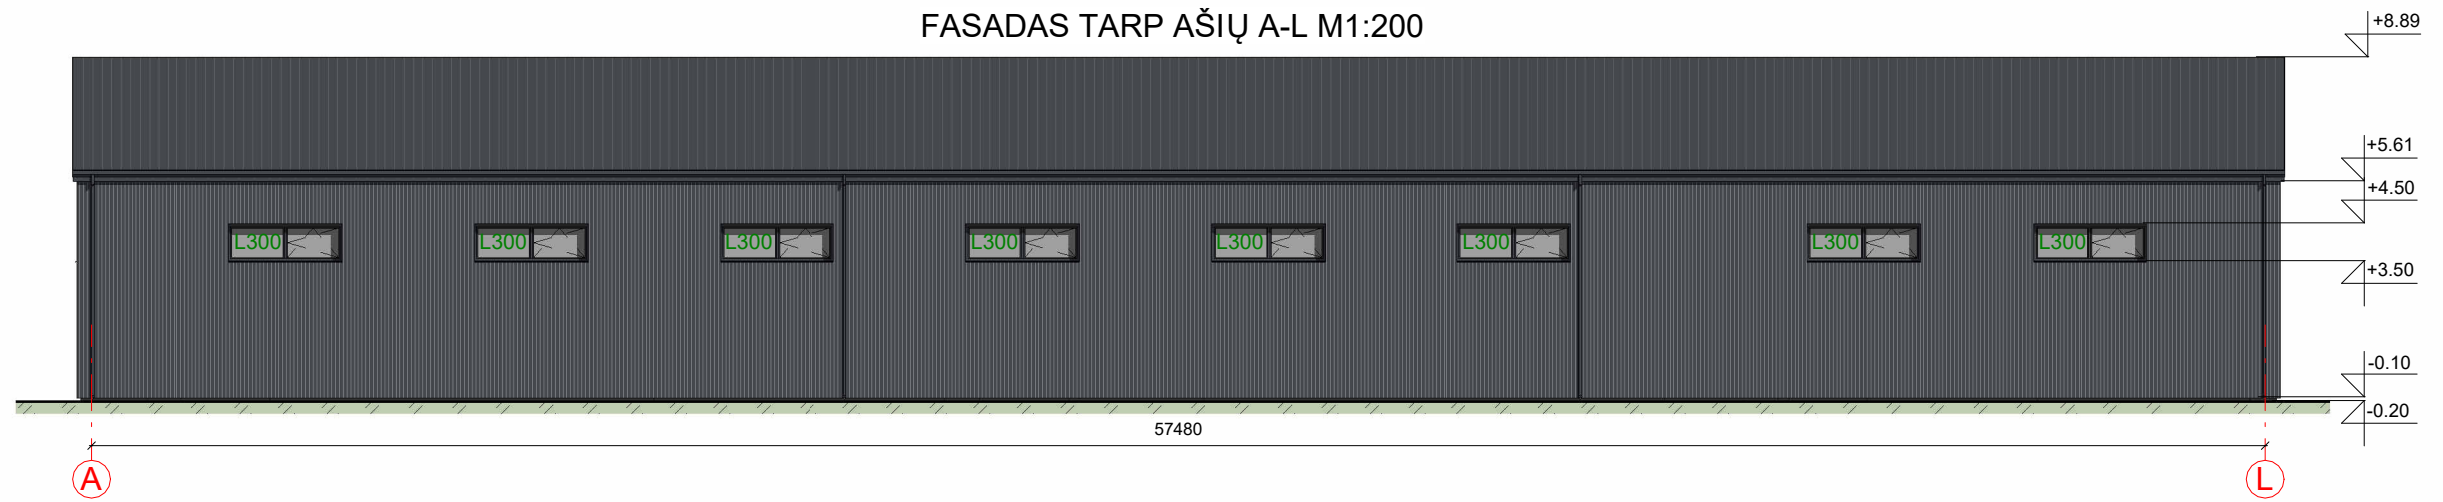 FASADAS TARP AŠIŲ A-L M1:200
+8.89
+5.61
+4.50
L300 L300 L300 L300 L300 L300 L300 L300
+3.50
-0.10
-0.20
57480
A L